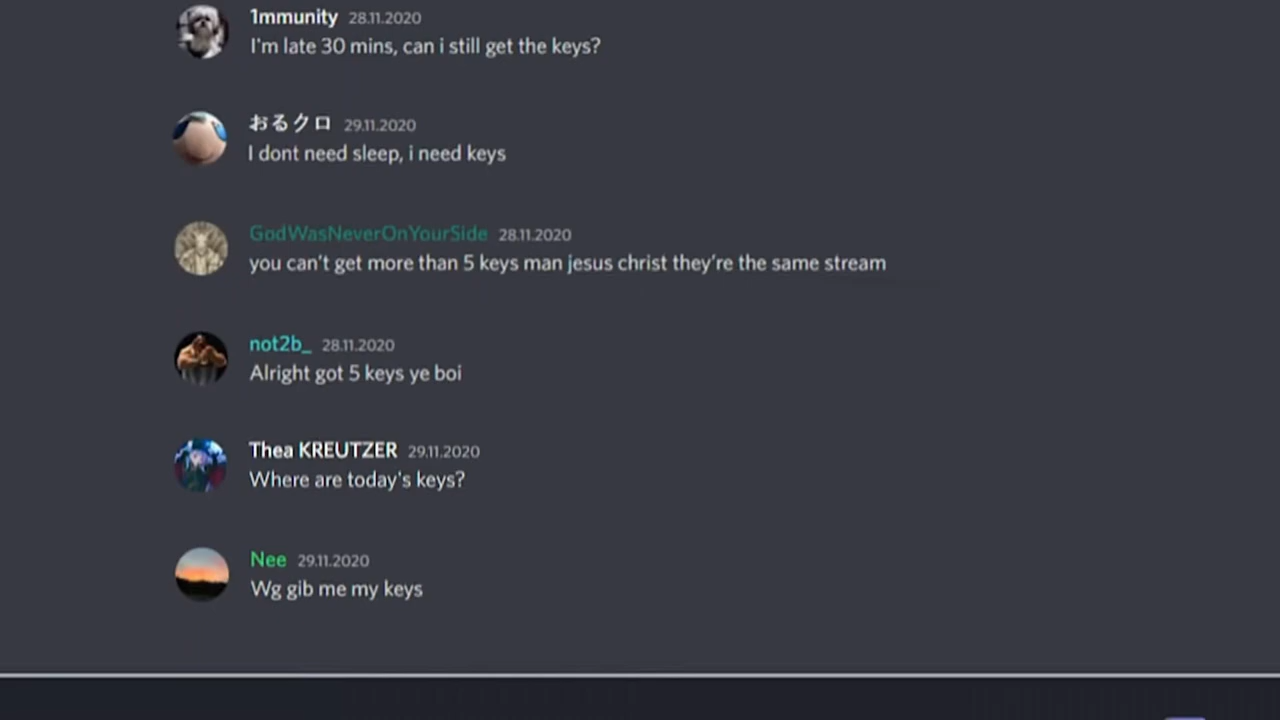 1mmunity 28.11.2020
I'm late 30 mins, can i still get the keys?
おるクロ 29.11.2020
I dont need sleep, i need keys
GodWasNeverOnYourSide 28.11.2020
you can't get more than 5 keys man jesus christ they're the same stream
not2b_ 28.11.2020
Alright got 5 keys ye boi
Thea KREUTZER 29.11.2020
Where are today's keys?
Nee 29.11.2020
Wg gib me my keys